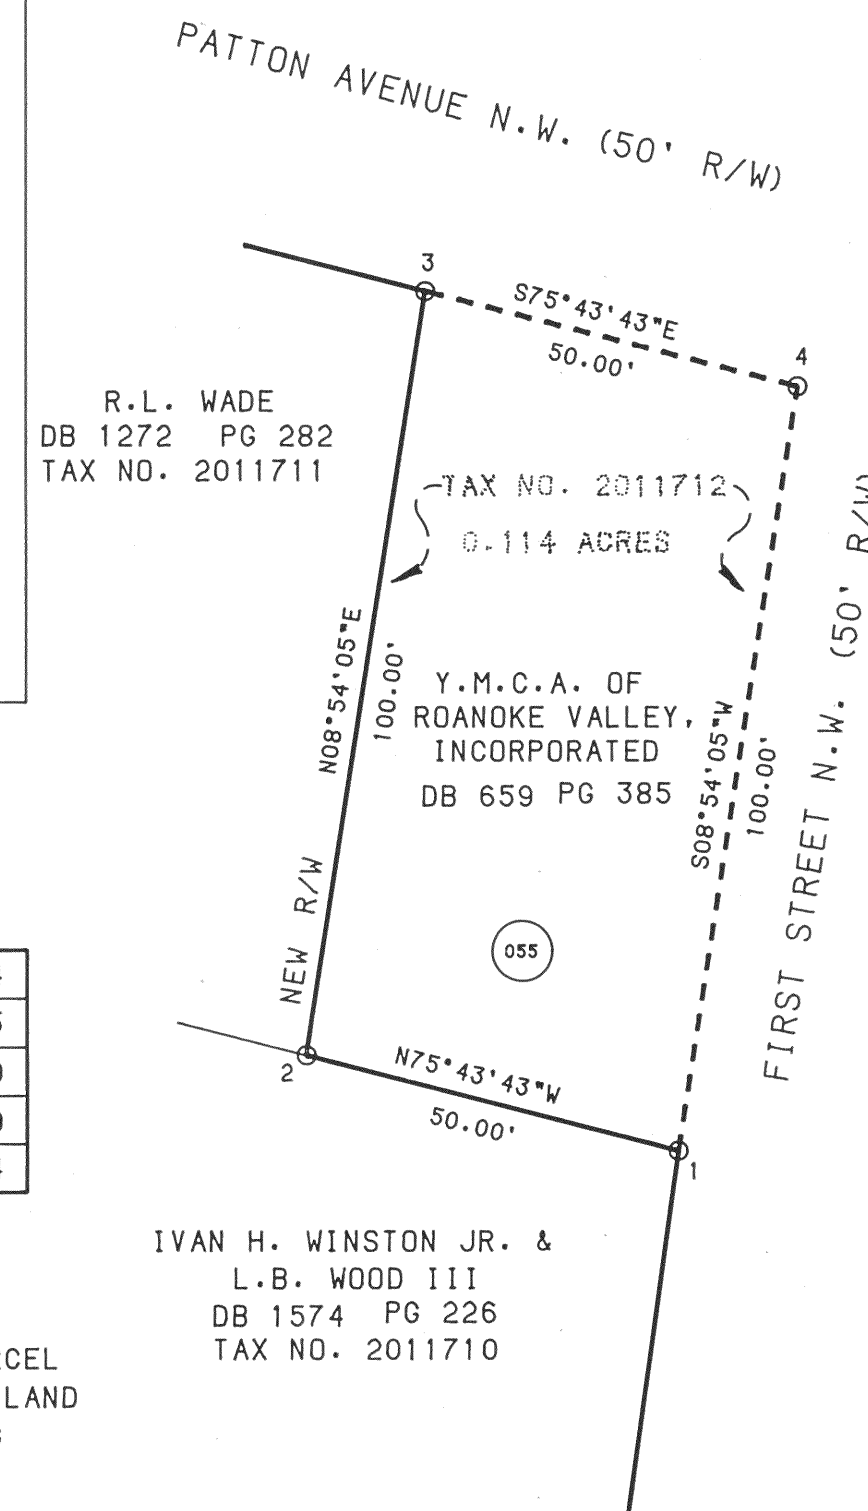 PATTON AVENUE N.W. (50' R/W)
3
S75°43'43"E
50.00'
4
R.L. WADE
DB 1272 PG 282
TAX NO. 2011711
TAX NO. 2011712
0.114 ACRES
N08°54'05"E
100.00'
Y.M.C.A. OF
ROANOKE VALLEY,
INCORPORATED
DB 659 PG 385
S08°54'05"W
100.00'
FIRST STREET N.W. (50' R/W)
NEW R/W
055
2
N75°43'43"W
50.00'
1
IVAN H. WINSTON JR. &
L.B. WOOD III
DB 1574 PG 226
TAX NO. 2011710
CEL
LAND